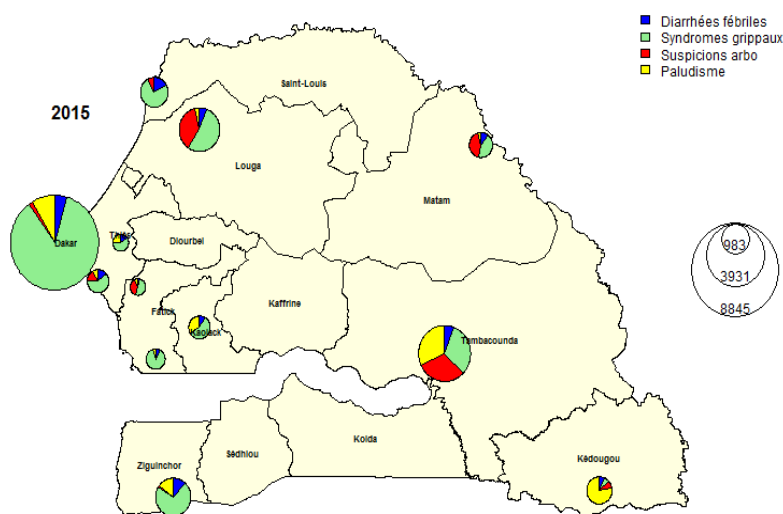 Diarrhées fébriles
Syndromes grippaux
Suspicions arbo
Paludisme
2015
Saint-Louis
Louga
Matam
Thies
Dakar
Diourbel
983
3931
8845
Fatick
Kaolack
Kaffrine
Tambacounda
Ziguinchor
Sédhiou
Kolda
Kédougou